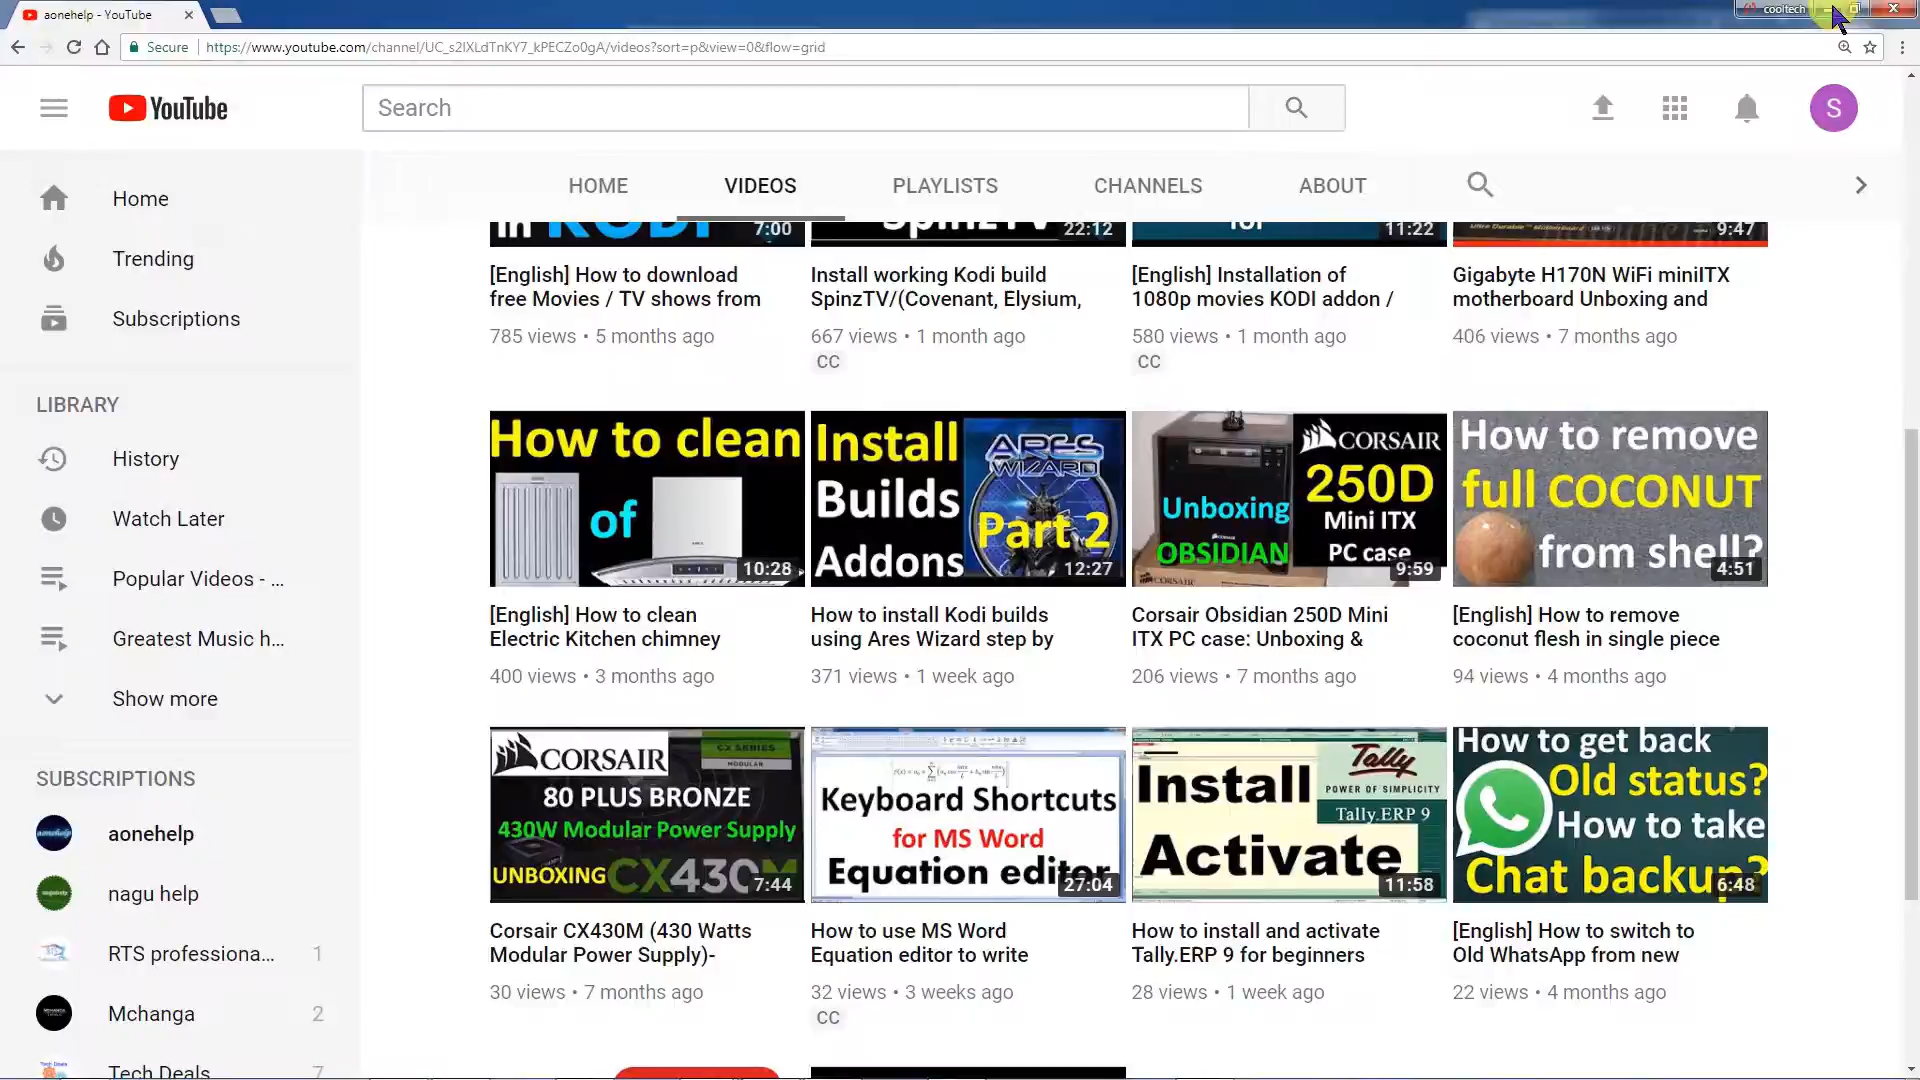 aonehelp - YouTube
cooltech
Secure
https://www.youtube.com/channel/UC_s2IXLdTnKY7_kPECZo0gA/videos?sort=p&view=0&flow=grid
YouTube
Search
S
HOME
VIDEOS
PLAYLISTS
CHANNELS
ABOUT
Home
Trending
Subscriptions
LIBRARY
History
Watch Later
Popular Videos - ...
Greatest Music h...
Show more
SUBSCRIPTIONS
aonehelp
nagu help
RTS professiona... 1
Mchanga 2
Tech Deals 7
in KODI
7:00
SpinzTV
22:12
for
11:22
9:47
[English] How to download
free Movies / TV shows from
785 views • 5 months ago
Install working Kodi build
SpinzTV/(Covenant, Elysium,
667 views • 1 month ago
CC
[English] Installation of
1080p movies KODI addon /
580 views • 1 month ago
CC
Gigabyte H170N WiFi miniITX
motherboard Unboxing and
406 views • 7 months ago
How to clean
of
10:28
Install
Builds
Addons
ARES
WIZARD
Part 2
12:27
CORSAIR
250D
Mini ITX
PC case
Unboxing
OBSIDIAN
CORSAIR
9:59
How to remove
full COCONUT
from shell?
4:51
[English] How to clean
Electric Kitchen chimney
400 views • 3 months ago
How to install Kodi builds
using Ares Wizard step by
371 views • 1 week ago
Corsair Obsidian 250D Mini
ITX PC case: Unboxing &
206 views • 7 months ago
[English] How to remove
coconut flesh in single piece
94 views • 4 months ago
CORSAIR
CX SERIES
MODULAR
80 PLUS BRONZE
430W Modular Power Supply
UNBOXING CX430M
7:44
Keyboard Shortcuts
for MS Word
Equation editor
27:04
Install
Activate
Tally
POWER OF SIMPLICITY
Tally.ERP 9
11:58
How to get back
Old status?
How to take
Chat backup?
6:48
Corsair CX430M (430 Watts
Modular Power Supply)-
30 views • 7 months ago
How to use MS Word
Equation editor to write
32 views • 3 weeks ago
CC
How to install and activate
Tally.ERP 9 for beginners
28 views • 1 week ago
[English] How to switch to
Old WhatsApp from new
22 views • 4 months ago